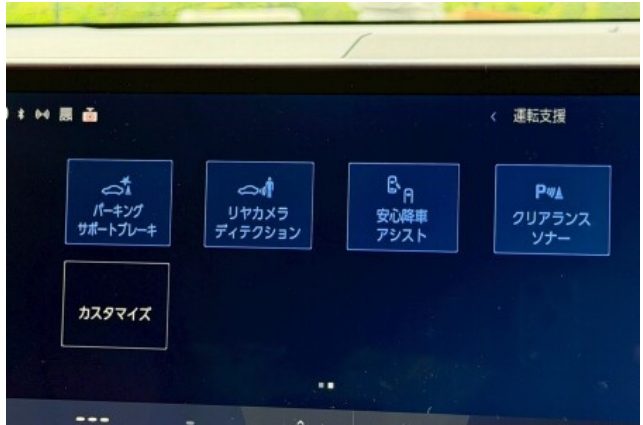 運転支援
パーキング
サポートブレーキ
リヤカメラ
ディテクション
安心降車
アシスト
P
クリアランス
ソナー
カスタマイズ